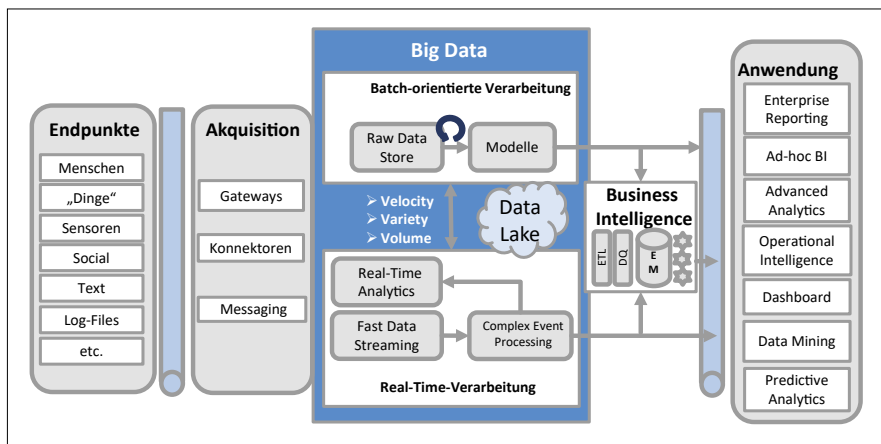 Endpunkte
Menschen
„Dinge“
Sensoren
Social
Text
Log-Files
etc.
Akquisition
Gateways
Konnektoren
Messaging
Big Data
Batch-orientierte Verarbeitung
Raw Data
Store
Modelle
➢ Velocity
➢ Variety
➢ Volume
Data
Lake
Real-Time
Analytics
Fast Data
Streaming
Complex Event
Processing
Real-Time-Verarbeitung
Business
Intelligence
ETL
DQ
E
M
Anwendung
Enterprise
Reporting
Ad-hoc BI
Advanced
Analytics
Operational
Intelligence
Dashboard
Data Mining
Predictive
Analytics